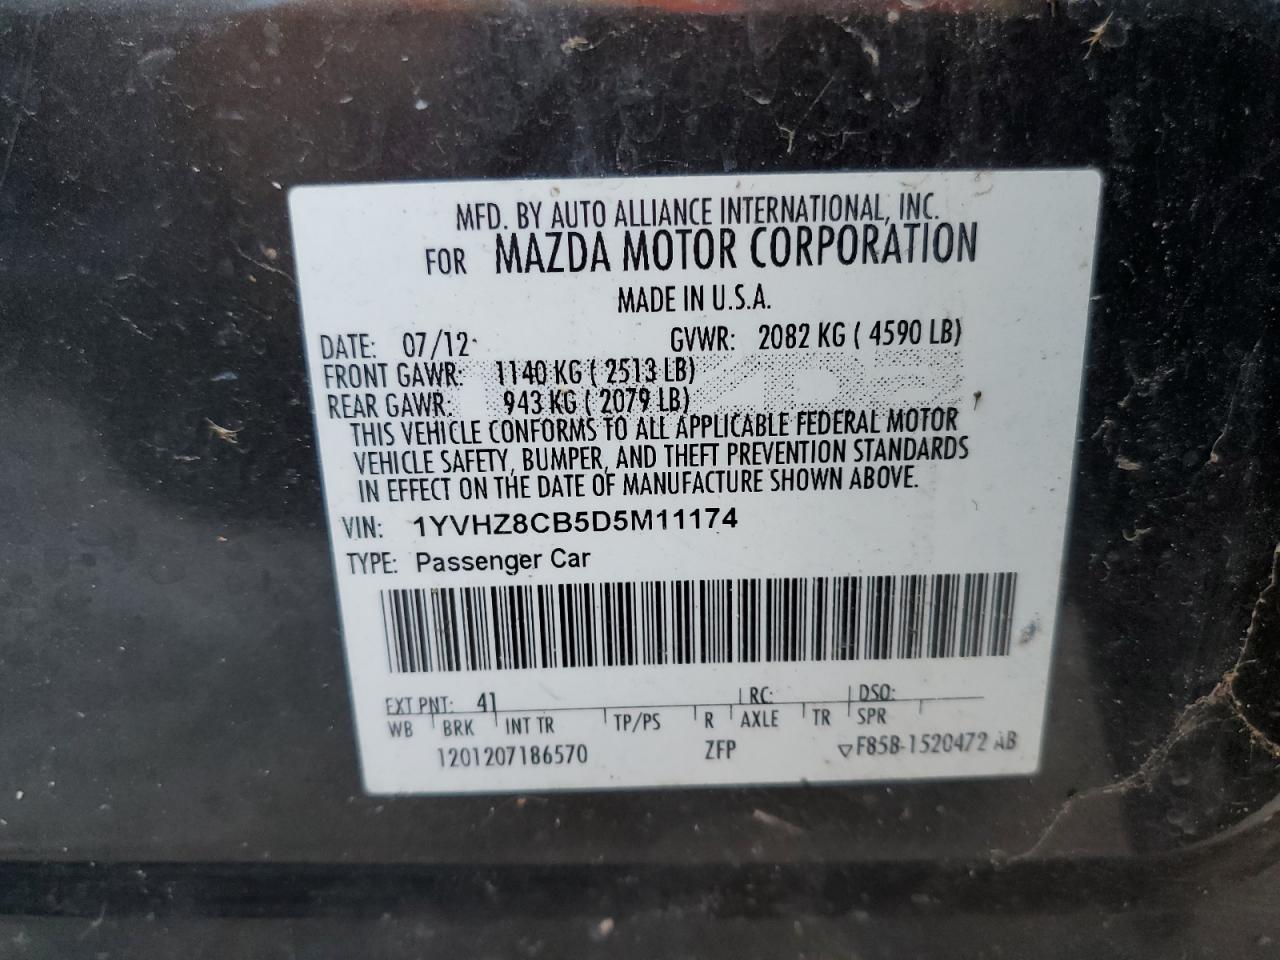 MFD. BY AUTO ALLIANCE INTERNATIONAL, INC.
FOR MAZDA MOTOR CORPORATION
MADE IN U.S.A.
DATE: 07/12 GVWR: 2082 KG ( 4590 LB)
FRONT GAWR: 1140 KG ( 2513 LB)
REAR GAWR: 943 KG ( 2079 LB)
THIS VEHICLE CONFORMS TO ALL APPLICABLE FEDERAL MOTOR
VEHICLE SAFETY, BUMPER, AND THEFT PREVENTION STANDARDS
IN EFFECT ON THE DATE OF MANUFACTURE SHOWN ABOVE.
VIN: 1YVHZ8CB5D5M11174
TYPE: Passenger Car
EXT PNT: 41 RC: DSO:
WB BRK INT TR TP/PS R AXLE TR SPR
1201207186570 ZFP ▽F85B-1520472 AB